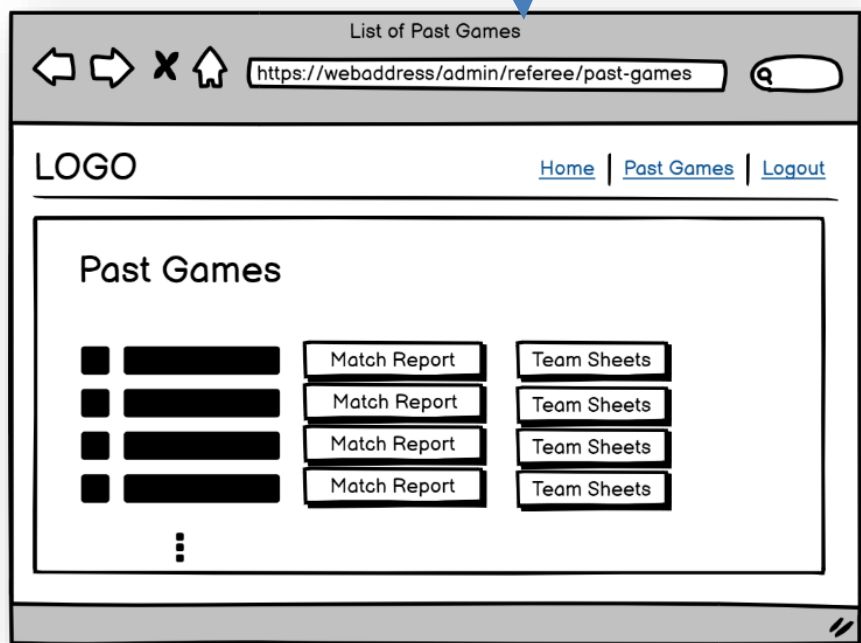 List of Past Games
https://webaddress/admin/referee/past-games
LOGO
Home | Past Games | Logout
Past Games
Match Report Team Sheets
Match Report Team Sheets
Match Report Team Sheets
Match Report Team Sheets